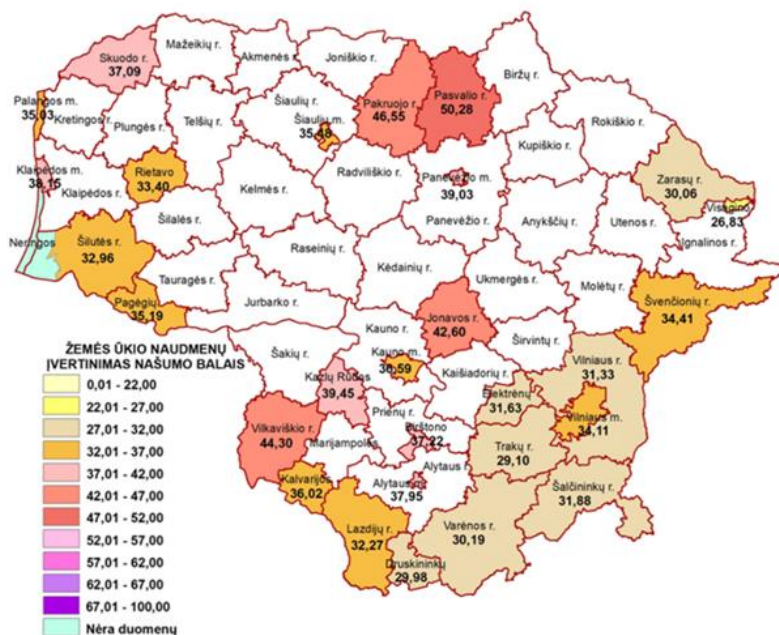 Skuodo r.
37,09
Mažeikių r.
Akmenės r.
Joniškio r.
Pakruojo r.
46,55
Pasvalio r.
50,28
Biržų r.
Palangos m.
35,03
Kretingos r.
Plungės r.
Telšių r.
Šiaulių r.
Šiaulių m.
35,48
Rokiškio r.
Kupiškio r.
Klaipėdos m.
38,15
Klaipėdos r.
Rietavo
33,40
Kelmės r.
Radviliškio r.
Panevėžio m.
39,03
Panevėžio r.
Anykščių r.
Utenos r.
Zarasų r.
30,06
Visagino
26,83
Ignalinos r.
Neringos
Šilutės r.
32,96
Šilalės r.
Tauragės r.
Pagėgių
35,19
Raseinių r.
Jurbarko r.
Kėdainių r.
Ukmergės r.
Molėtų r.
Švenčionių r.
34,41
Jonavos r.
42,60
Širvintų r.
Kauno r.
Kauno m.
36,59
Kaišiadorių r.
Šakių r.
Kazlų Rūdos
39,45
Vilniaus r.
31,33
Elektrėnų
31,63
Vilniaus m.
34,11
Vilkaviškio r.
44,30
Marijampolės
Prienų r.
Birštono
37,22
Trakų r.
29,10
Kalvarijos
36,02
Alytaus m.
37,95
Alytaus r.
Šalčininkų r.
31,88
Lazdijų r.
32,27
Varėnos r.
30,19
Druskininkų
29,98
ŽEMĖS ŪKIO NAUDMENŲ
ĮVERTINIMAS NAŠUMO BALAIS
0,01 - 22,00
22,01 - 27,00
27,01 - 32,00
32,01 - 37,00
37,01 - 42,00
42,01 - 47,00
47,01 - 52,00
52,01 - 57,00
57,01 - 62,00
62,01 - 67,00
67,01 - 100,00
Nėra duomenų